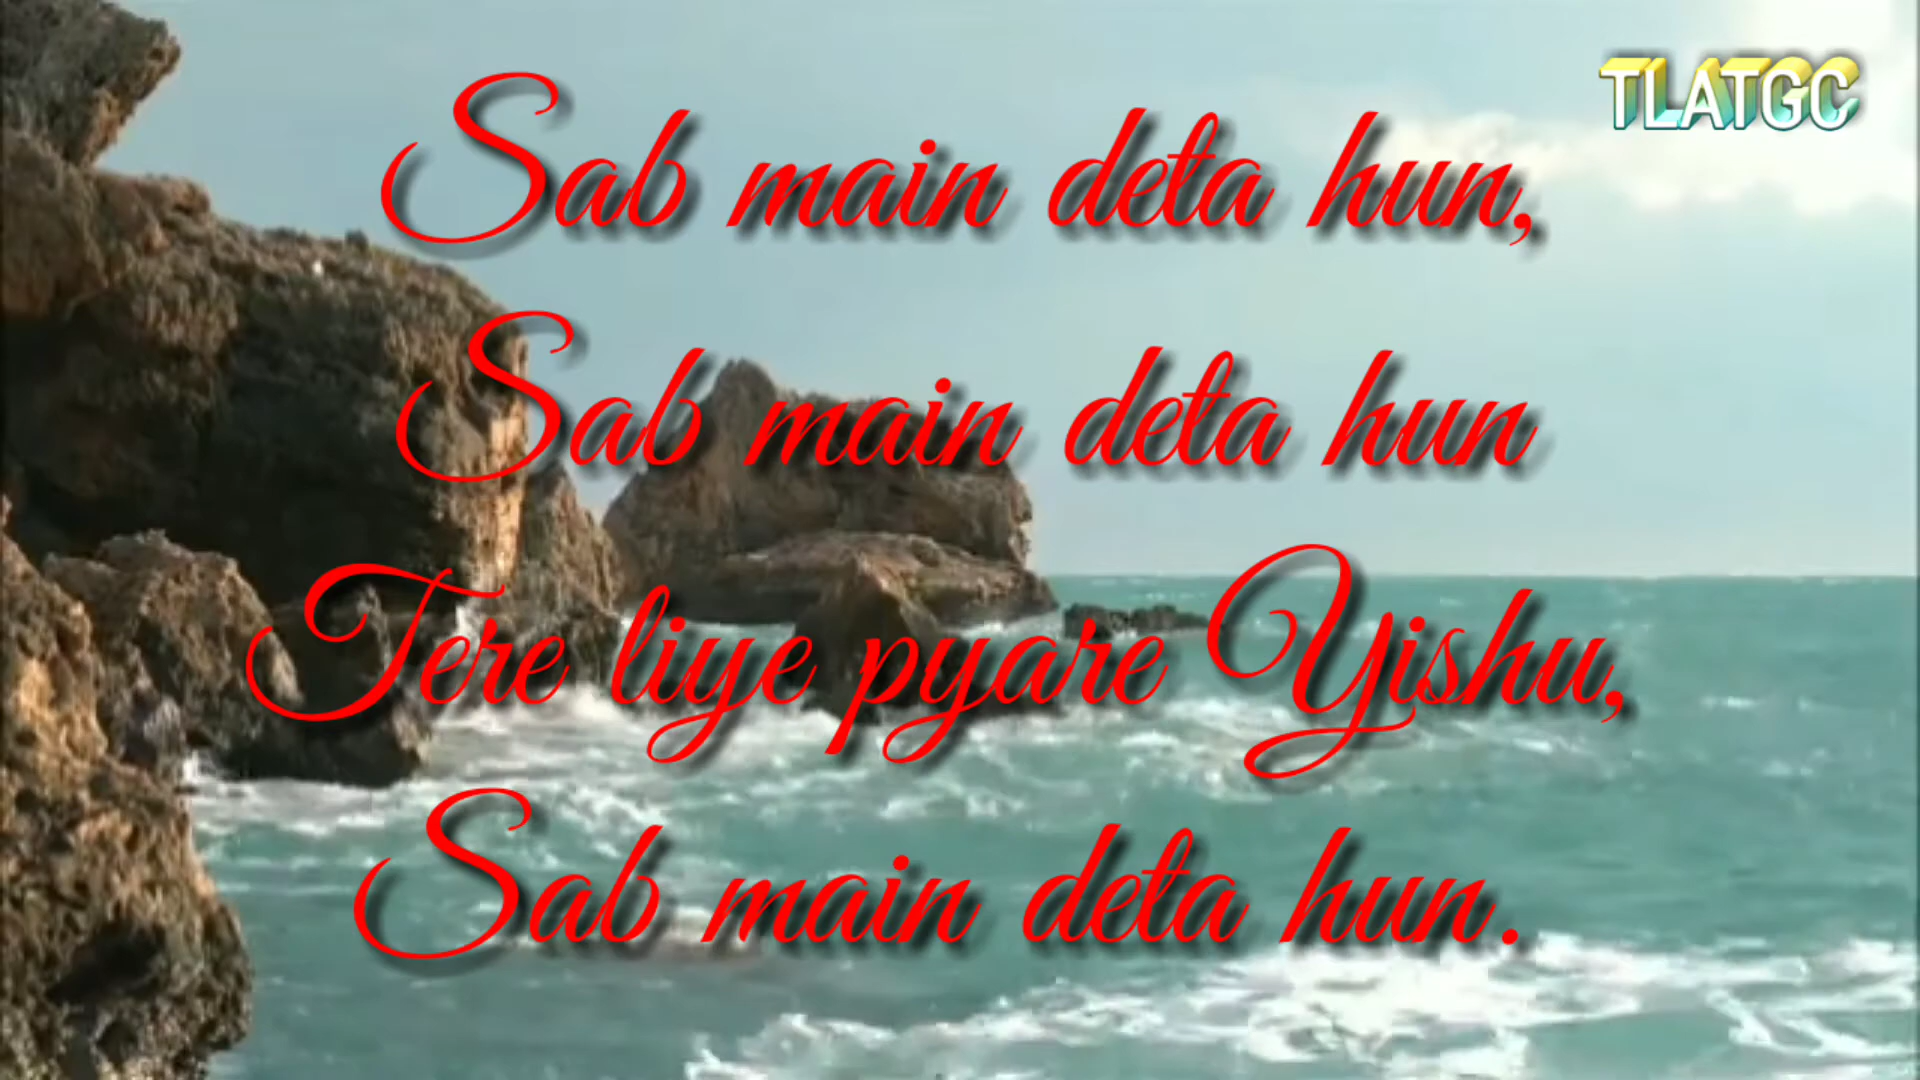 TLATGC
Sab main deta hun,
Sab main deta hun
Tere liye pyare Yishu,
Sab main deta hun.